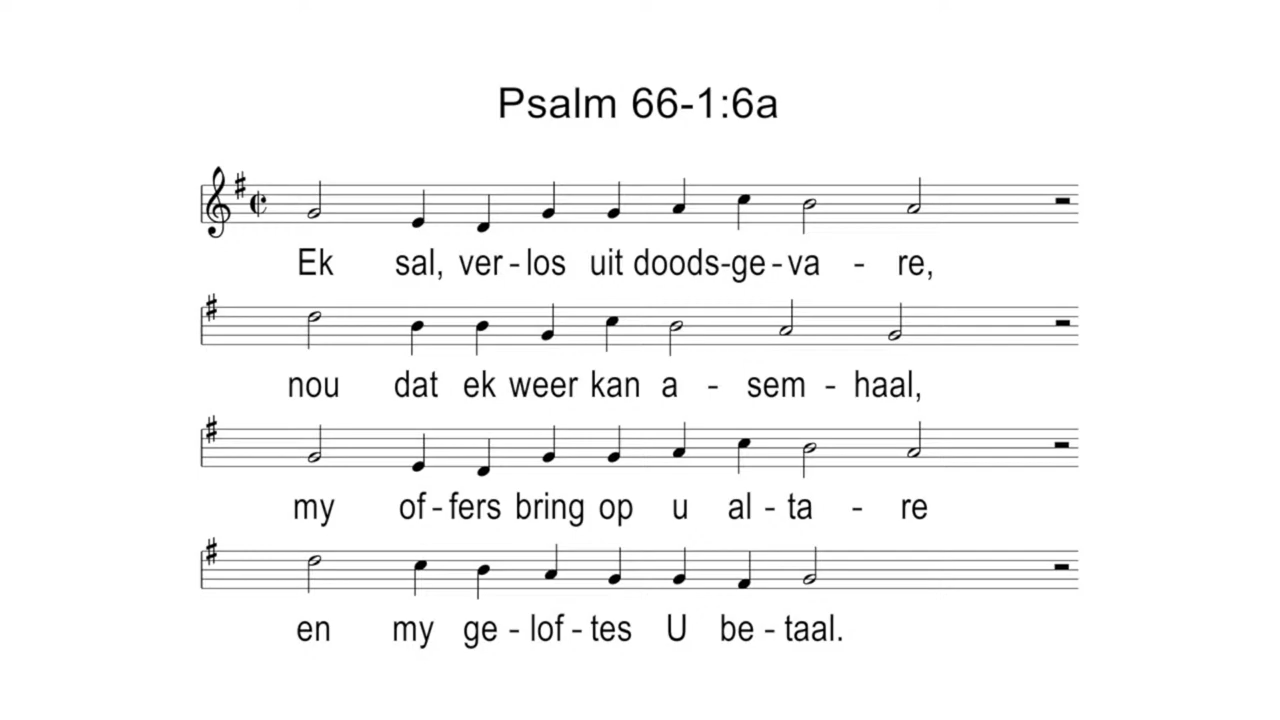 Psalm 66-1:6a
Ek sal, ver-los uit doods-ge-va - re,
nou dat ek weer kan a - sem - haal,
my of-fers bring op u al-ta - re
en my ge-lof-tes U be-taal.